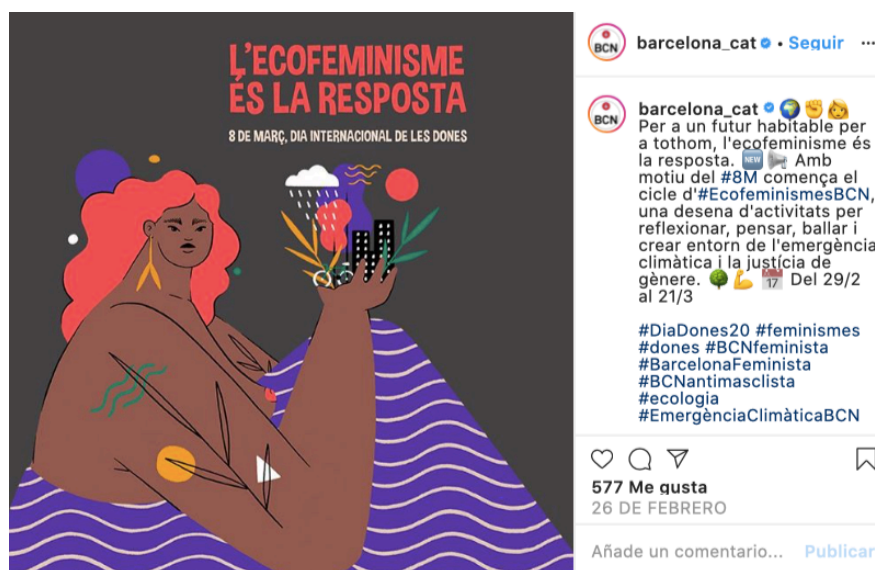 L'ECOFEMINISME
ÉS LA RESPOSTA
8 DE MARÇ, DIA INTERNACIONAL DE LES DONES
BCN
barcelona_cat • Seguir ...
BCN
barcelona_cat 🌍✊👩
Per a un futur habitable per
a tothom, l'ecofeminisme és
la resposta. 🆕📢 Amb
motiu del #8M comença el
cicle d'#EcofeminismesBCN,
una desena d'activitats per
reflexionar, pensar, ballar i
crear entorn de l'emergència
climàtica i la justícia de
gènere. 🌳💪 📅 Del 29/2
al 21/3
#DiaDones20 #feminismes
#dones #BCNfeminista
#BarcelonaFeminista
#BCNantimasclista
#ecologia
#EmergènciaClimàticaBCN
577 Me gusta
26 DE FEBRERO
Añade un comentario... Publicar